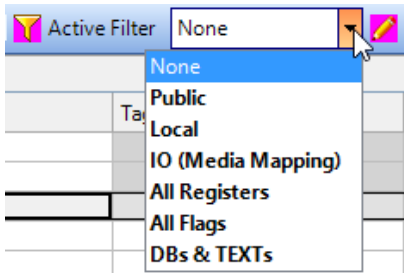 Active Filter None
None
Public
Local
IO (Media Mapping)
All Registers
All Flags
DBs & TEXTs